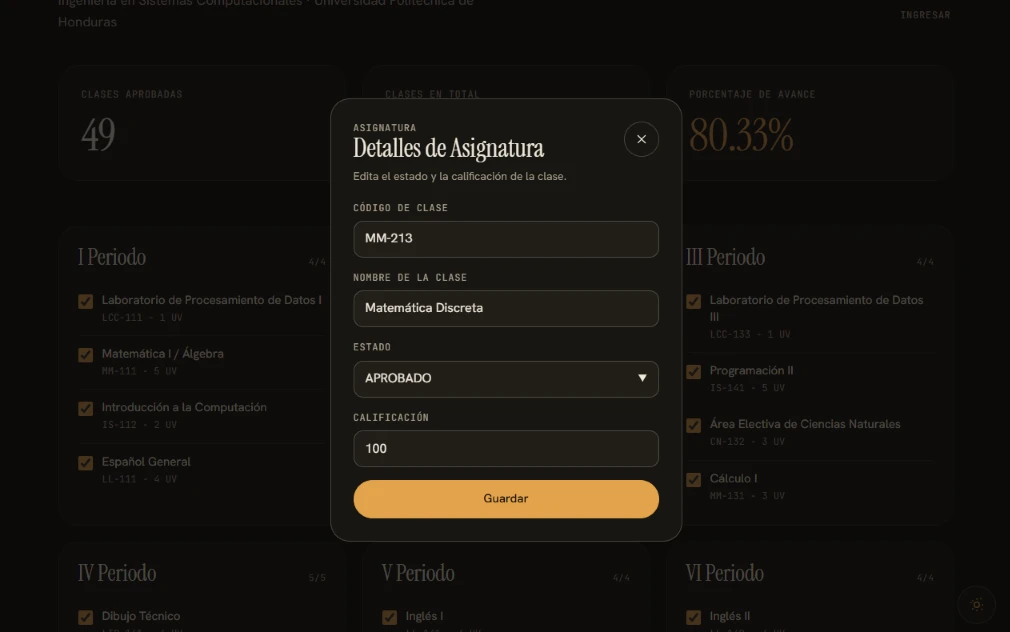 Ingeniería en Sistemas Computacionales · Universidad Politécnica de
Honduras
INGRESAR
CLASES APROBADAS
49
CLASES EN TOTAL
PORCENTAJE DE AVANCE
80.33%
ASIGNATURA
Detalles de Asignatura
Edita el estado y la calificación de la clase.
CÓDIGO DE CLASE
MM-213
NOMBRE DE LA CLASE
Matemática Discreta
ESTADO
APROBADO
CALIFICACIÓN
100
Guardar
I Periodo
4/4
Laboratorio de Procesamiento de Datos I
LCC-111 · 1 UV
Matemática I / Álgebra
MM-111 · 5 UV
Introducción a la Computación
IS-112 · 2 UV
Español General
LL-111 · 4 UV
III Periodo
4/4
Laboratorio de Procesamiento de Datos
III
LCC-133 · 1 UV
Programación II
IS-141 · 5 UV
Área Electiva de Ciencias Naturales
CN-132 · 3 UV
Cálculo I
MM-131 · 3 UV
IV Periodo
5/5
Dibujo Técnico
V Periodo
4/4
Inglés I
VI Periodo
4/4
Inglés II